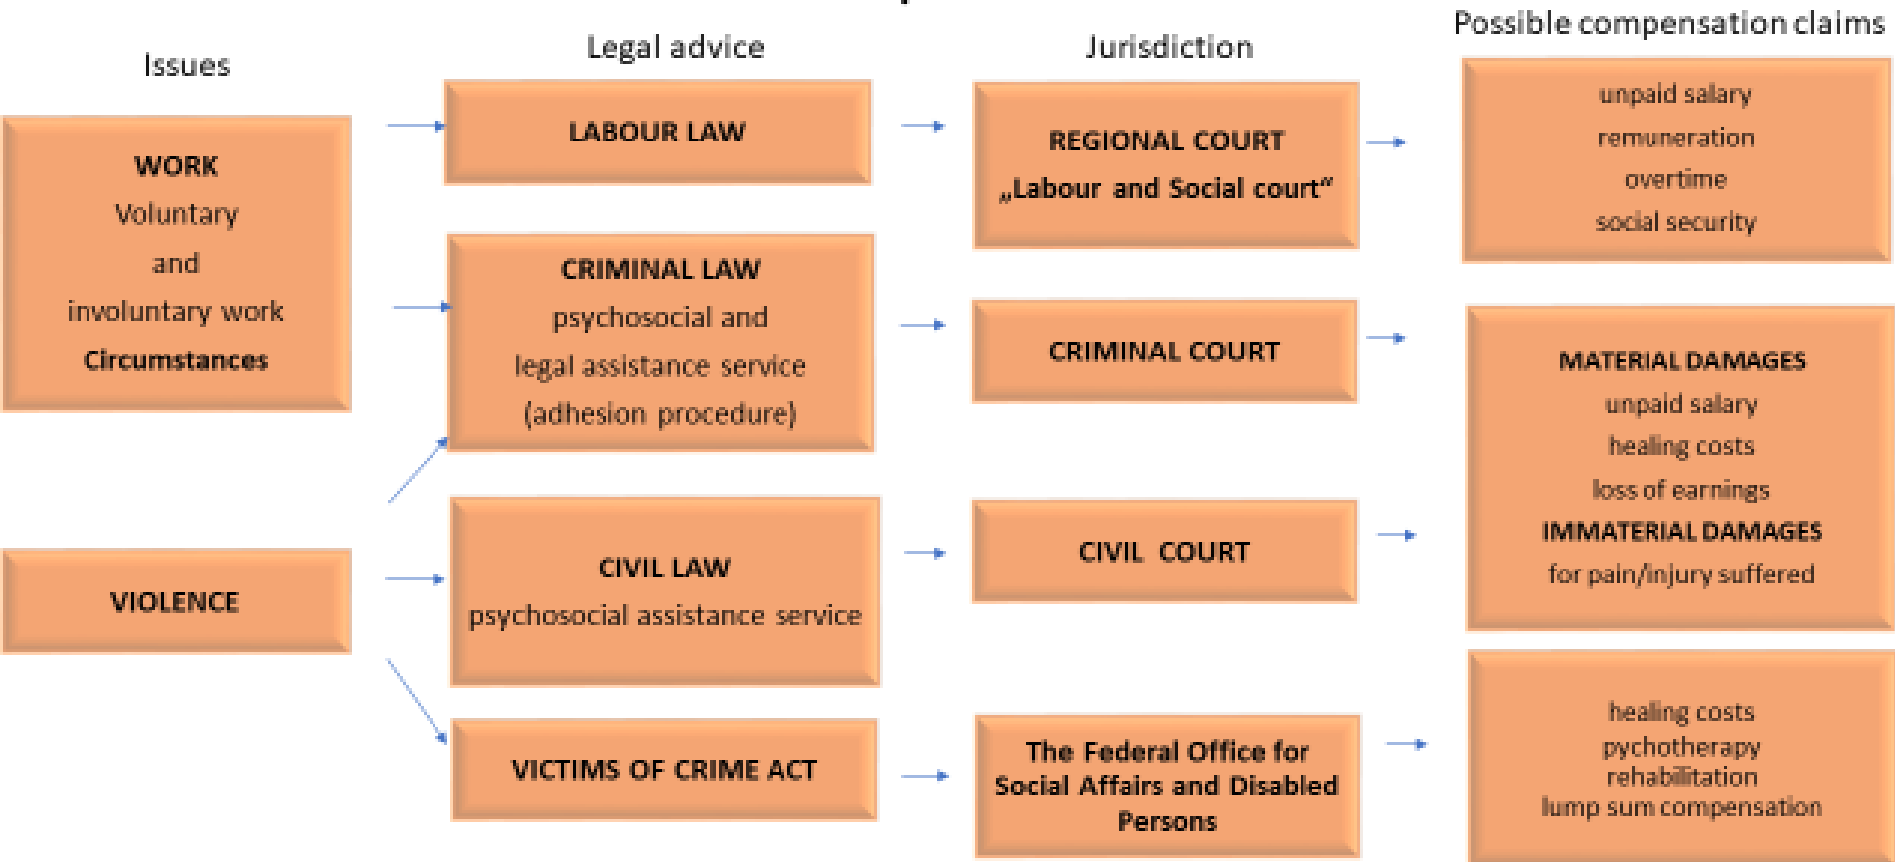 Issues
WORK
Voluntary
and
involuntary work
Circumstances
VIOLENCE
Legal advice
LABOUR LAW
CRIMINAL LAW
psychosocial and
legal assistance service
(adhesion procedure)
CIVIL LAW
psychosocial assistance service
VICTIMS OF CRIME ACT
Jurisdiction
REGIONAL COURT
„Labour and Social court“
CRIMINAL COURT
CIVIL COURT
The Federal Office for
Social Affairs and Disabled
Persons
Possible compensation claims
unpaid salary
remuneration
overtime
social security
MATERIAL DAMAGES
unpaid salary
healing costs
loss of earnings
IMMATERIAL DAMAGES
for pain/injury suffered
healing costs
pychotherapy
rehabilitation
lump sum compensation